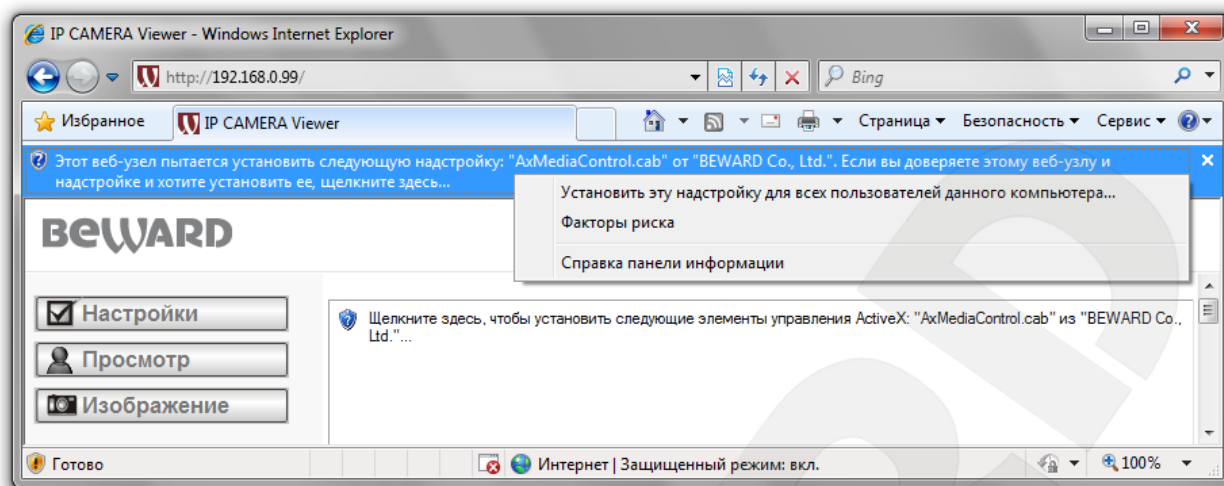 IP CAMERA Viewer - Windows Internet Explorer
http://192.168.0.99/
Bing
Избранное
IP CAMERA Viewer
Страница
Безопасность
Сервис
Этот веб-узел пытается установить следующую надстройку: "AxMediaControl.cab" от "BEWARD Co., Ltd.". Если вы доверяете этому веб-узлу и
надстройке и хотите установить ее, щелкните здесь...
Установить эту надстройку для всех пользователей данного компьютера...
Факторы риска
Справка панели информации
BEWARD
Настройки
Просмотр
Изображение
Щелкните здесь, чтобы установить следующие элементы управления ActiveX: "AxMediaControl.cab" из "BEWARD Co.,
Ltd."...
Готово
Интернет | Защищенный режим: вкл.
100%